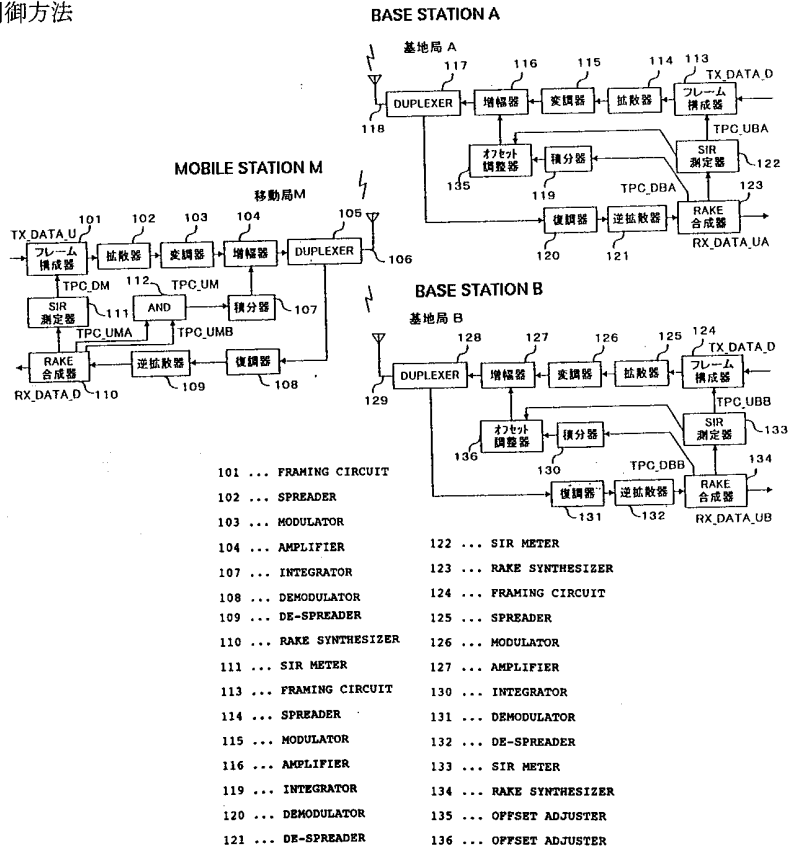 御方法
BASE STATION A
基地局 A
117
116
115
114
113
TX_DATA_D
DUPLEXER
増幅器
変調器
拡散器
フレーム
構成器
118
TPC_UBA
オフセット
調整器
積分器
SIR
測定器
122
135
119
TPC_DBA
123
復調器
逆拡散器
RAKE
合成器
120
121
RX_DATA_UA
MOBILE STATION M
移動局M
101
102
103
104
105
TX_DATA_U
フレーム
構成器
拡散器
変調器
増幅器
DUPLEXER
106
TPC_DM
112
TPC_UM
SIR
測定器
111
AND
積分器
107
TPC_UMA
TPC_UMB
RAKE
合成器
逆拡散器
復調器
110
109
108
RX_DATA_D
BASE STATION B
基地局 B
128
127
126
125
124
TX_DATA_D
DUPLEXER
増幅器
変調器
拡散器
フレーム
構成器
129
TPC_UBB
オフセット
調整器
積分器
SIR
測定器
133
136
130
TPC_DBB
134
復調器
逆拡散器
RAKE
合成器
131
132
RX_DATA_UB
101 ... FRAMING CIRCUIT
102 ... SPREADER
103 ... MODULATOR
104 ... AMPLIFIER
107 ... INTEGRATOR
108 ... DEMODULATOR
109 ... DE-SPREADER
110 ... RAKE SYNTHESIZER
111 ... SIR METER
113 ... FRAMING CIRCUIT
114 ... SPREADER
115 ... MODULATOR
116 ... AMPLIFIER
119 ... INTEGRATOR
120 ... DEMODULATOR
121 ... DE-SPREADER
122 ... SIR METER
123 ... RAKE SYNTHESIZER
124 ... FRAMING CIRCUIT
125 ... SPREADER
126 ... MODULATOR
127 ... AMPLIFIER
130 ... INTEGRATOR
131 ... DEMODULATOR
132 ... DE-SPREADER
133 ... SIR METER
134 ... RAKE SYNTHESIZER
135 ... OFFSET ADJUSTER
136 ... OFFSET ADJUSTER